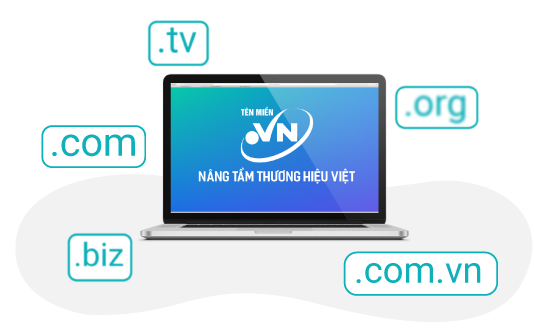 .tv
.org
.com
TÊN MIỀN
.VN
NÂNG TẦM THƯƠNG HIỆU VIỆT
.biz
.com.vn